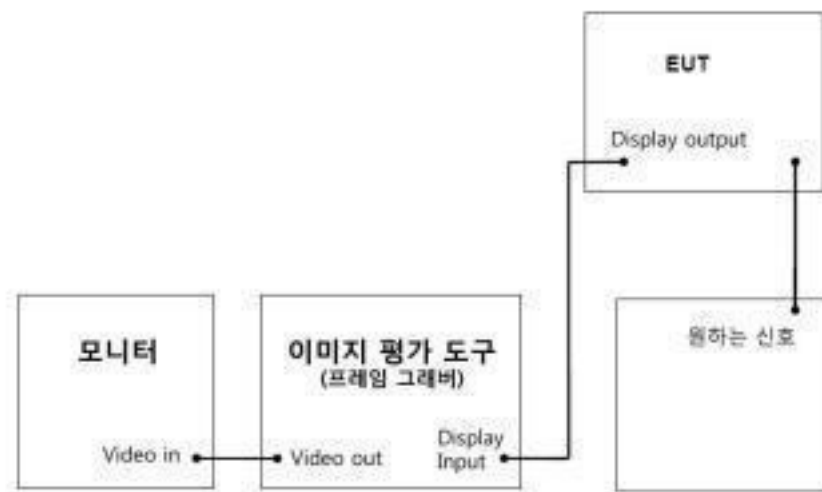 EUT
Display output
원하는 신호
모니터
Video in
이미지 평가 도구
(프레임 그래버)
Video out
Display
Input